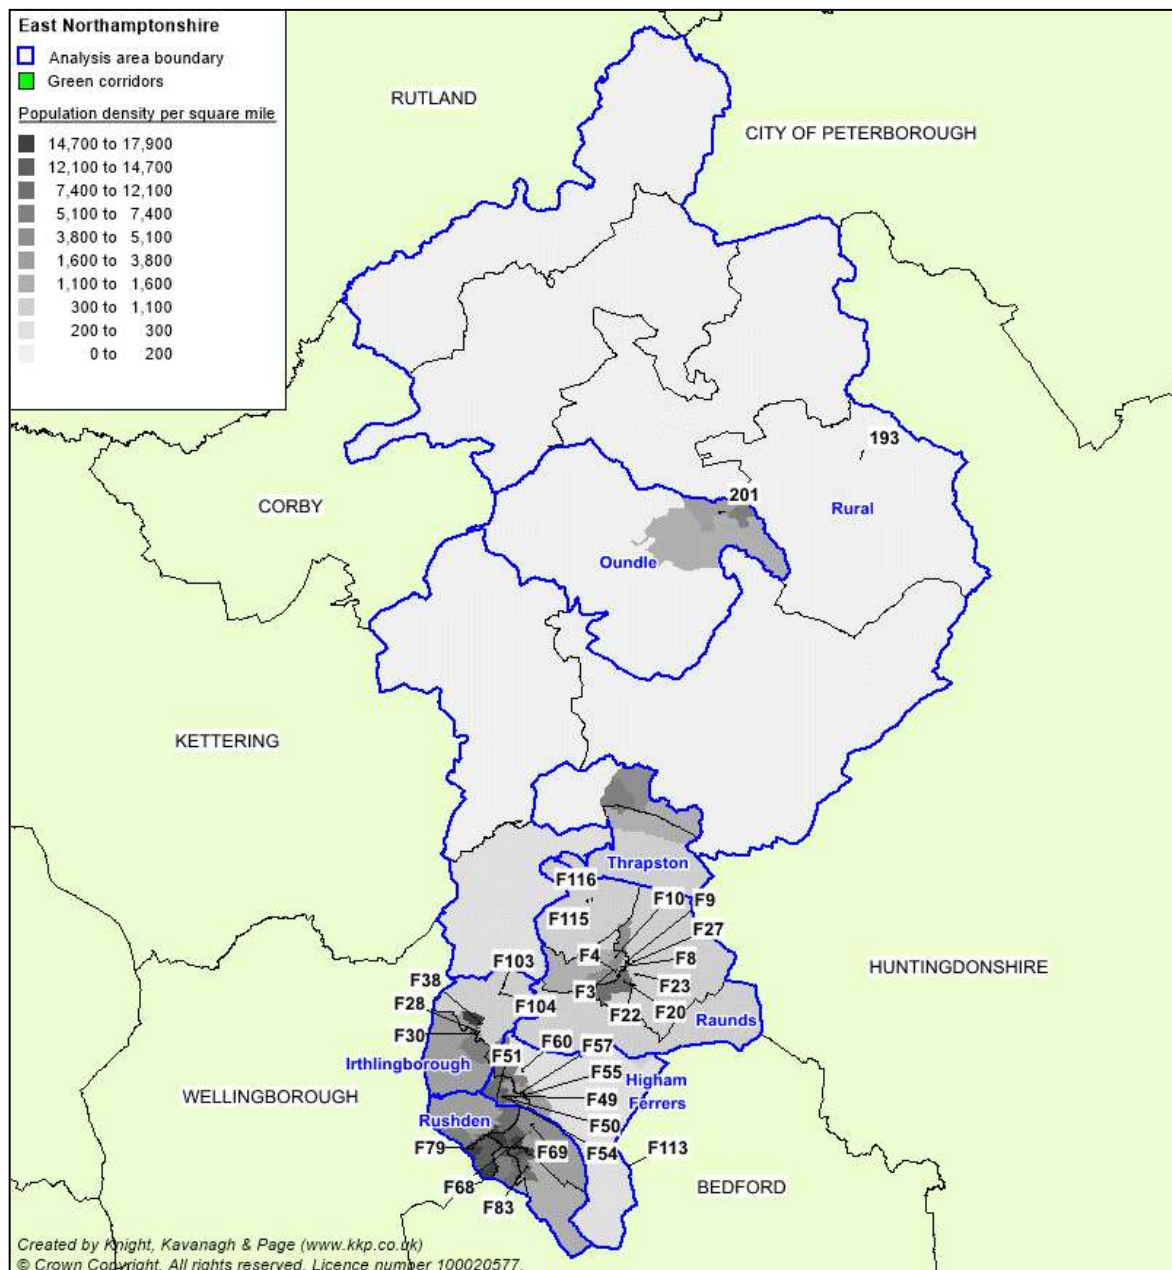 East Northamptonshire
Analysis area boundary
Green corridors
Population density per square mile
14,700 to 17,900
12,100 to 14,700
7,400 to 12,100
5,100 to 7,400
3,800 to 5,100
1,600 to 3,800
1,100 to 1,600
300 to 1,100
200 to 300
0 to 200
RUTLAND
CITY OF PETERBOROUGH
193
CORBY
201
Rural
Oundle
KETTERING
Thrapston
F116
F10
F9
F115
F27
F4
F8
HUNTINGDONSHIRE
F103
F38
F23
F3
F28
F104
F22
F20
Raunds
F30
F60
F57
F51
Irthlingborough
F55
Higham
Ferrers
WELLINGBOROUGH
F49
Rushden
F50
F79
F69
F54
F113
F68
BEDFORD
F83
Created by Knight, Kavanagh & Page (www.kkp.co.uk)
© Crown Copyright. All rights reserved. Licence number 100020577.